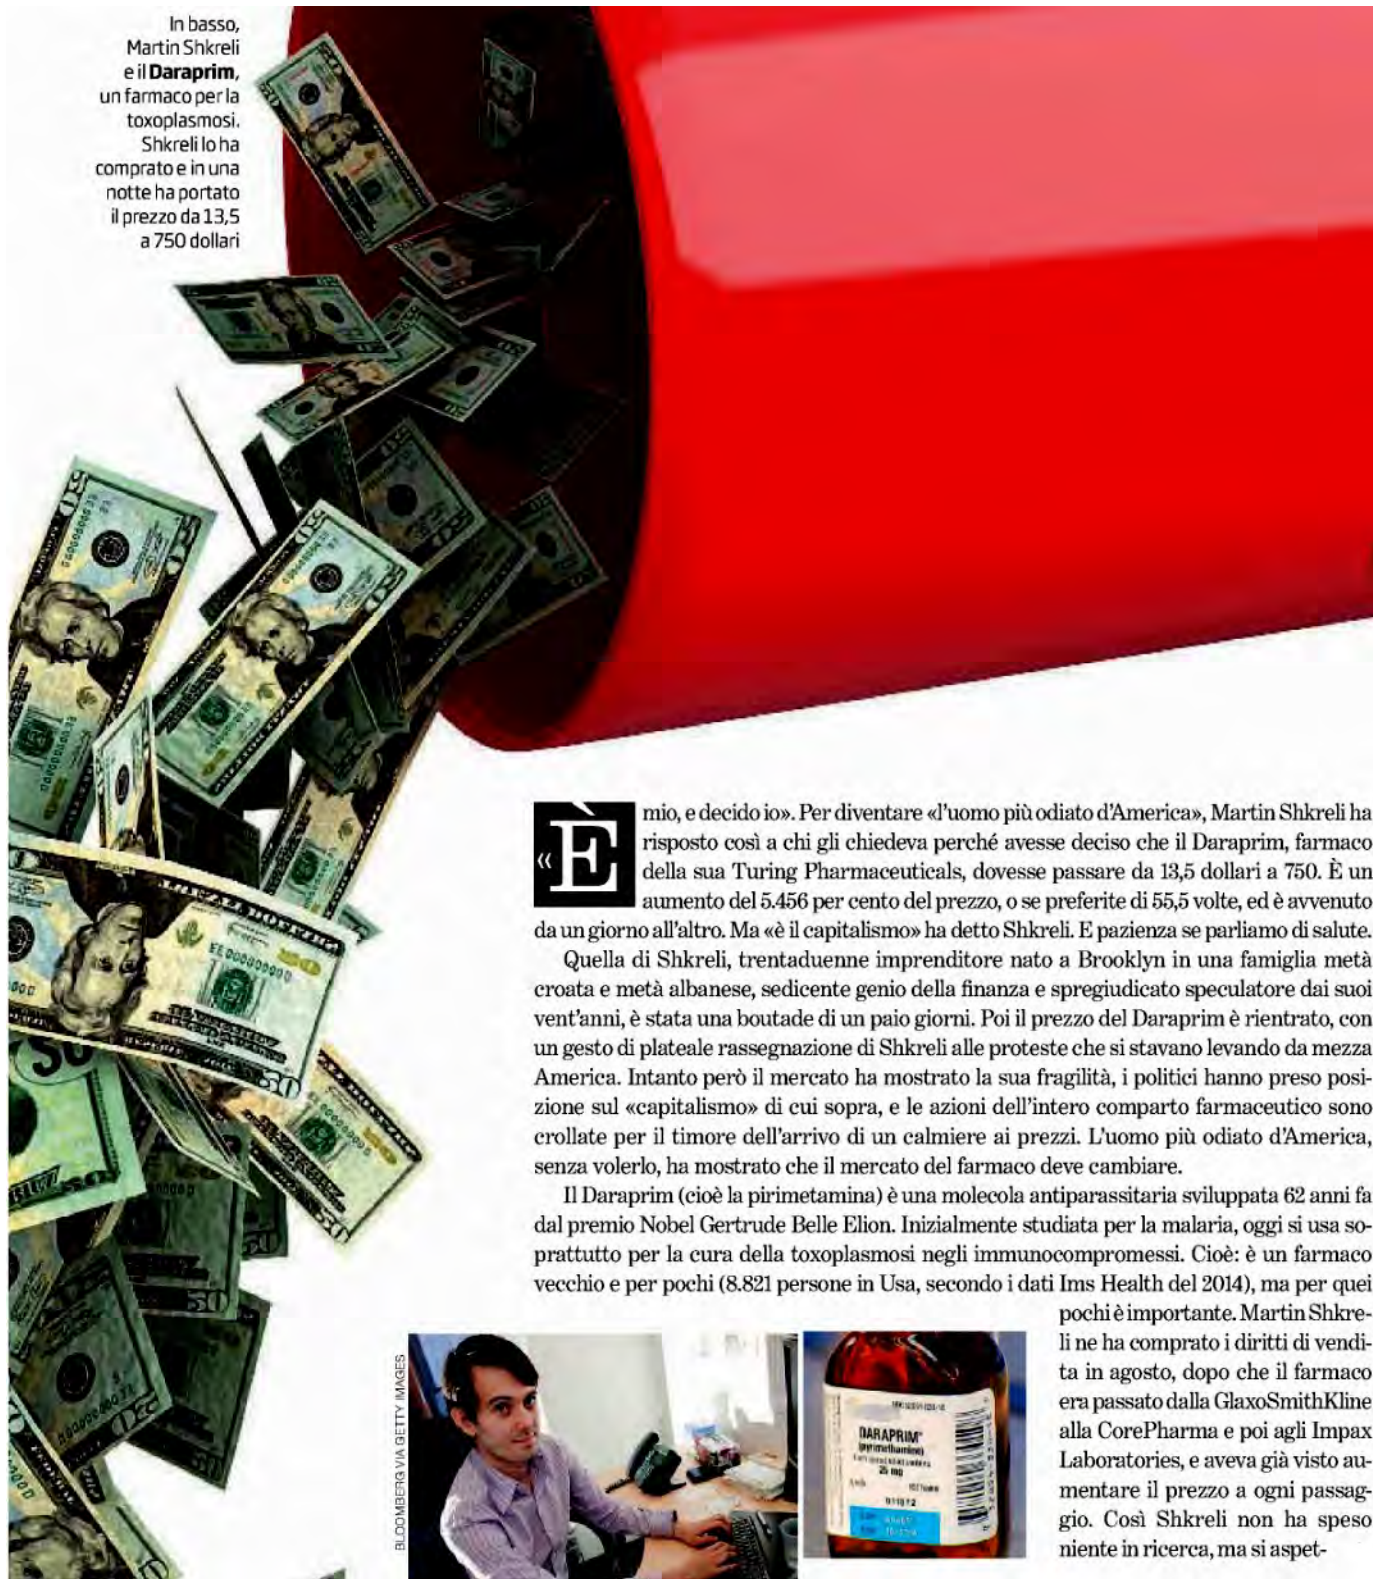 In basso,
Martin Shkreli
e il Daraprim,
un farmaco per la
toxoplasmosi.
Shkreli lo ha
comprato e in una
notte ha portato
il prezzo da 13,5
a 750 dollari
«È mio, e decido io». Per diventare «l'uomo più odiato d'America», Martin Shkreli ha
risposto così a chi gli chiedeva perché avesse deciso che il Daraprim, farmaco
della sua Turing Pharmaceuticals, dovesse passare da 13,5 dollari a 750. È un
aumento del 5.456 per cento del prezzo, o se preferite di 55,5 volte, ed è avvenuto
da un giorno all'altro. Ma «è il capitalismo» ha detto Shkreli. E pazienza se parliamo di salute.
Quella di Shkreli, trentaduenne imprenditore nato a Brooklyn in una famiglia metà
croata e metà albanese, sedicente genio della finanza e spregiudicato speculatore dai suoi
vent'anni, è stata una boutade di un paio giorni. Poi il prezzo del Daraprim è rientrato, con
un gesto di plateale rassegnazione di Shkreli alle proteste che si stavano levando da mezza
America. Intanto però il mercato ha mostrato la sua fragilità, i politici hanno preso posi-
zione sul «capitalismo» di cui sopra, e le azioni dell'intero comparto farmaceutico sono
crollate per il timore dell'arrivo di un calmiere ai prezzi. L'uomo più odiato d'America,
senza volerlo, ha mostrato che il mercato del farmaco deve cambiare.
Il Daraprim (cioè la pirimetamina) è una molecola antiparassitaria sviluppata 62 anni fa
dal premio Nobel Gertrude Belle Elion. Inizialmente studiata per la malaria, oggi si usa so-
prattutto per la cura della toxoplasmosi negli immunocompromessi. Cioè: è un farmaco
vecchio e per pochi (8.821 persone in Usa, secondo i dati Ims Health del 2014), ma per quei
pochi è importante. Martin Shkre-
li ne ha comprato i diritti di vendi-
ta in agosto, dopo che il farmaco
era passato dalla GlaxoSmithKline
alla CorePharma e poi agli Impax
Laboratories, e aveva già visto au-
mentare il prezzo a ogni passag-
gio. Così Shkreli non ha speso
niente in ricerca, ma si aspet-
BLOOMBERG VIA GETTY IMAGES
DARAPRIM
(pyrimethamine)
25 mg